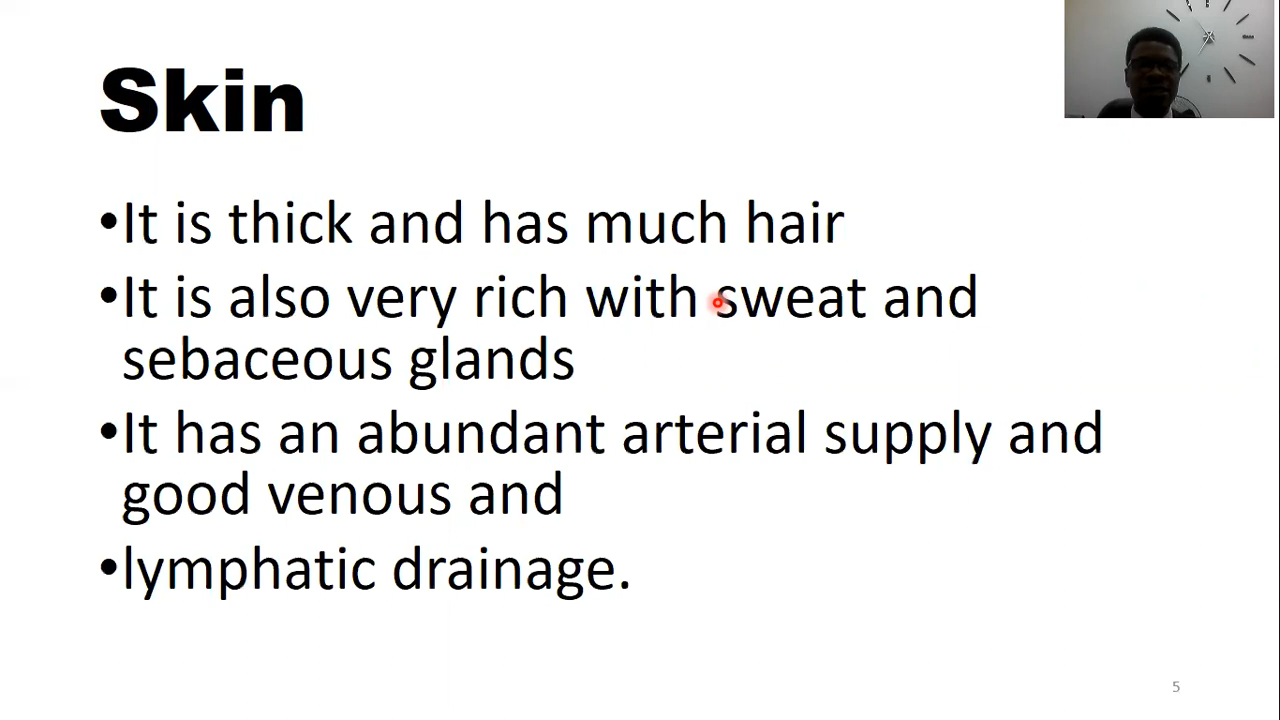 Skin
•It is thick and has much hair
•It is also very rich with sweat and
sebaceous glands
•It has an abundant arterial supply and
good venous and
•lymphatic drainage.
5